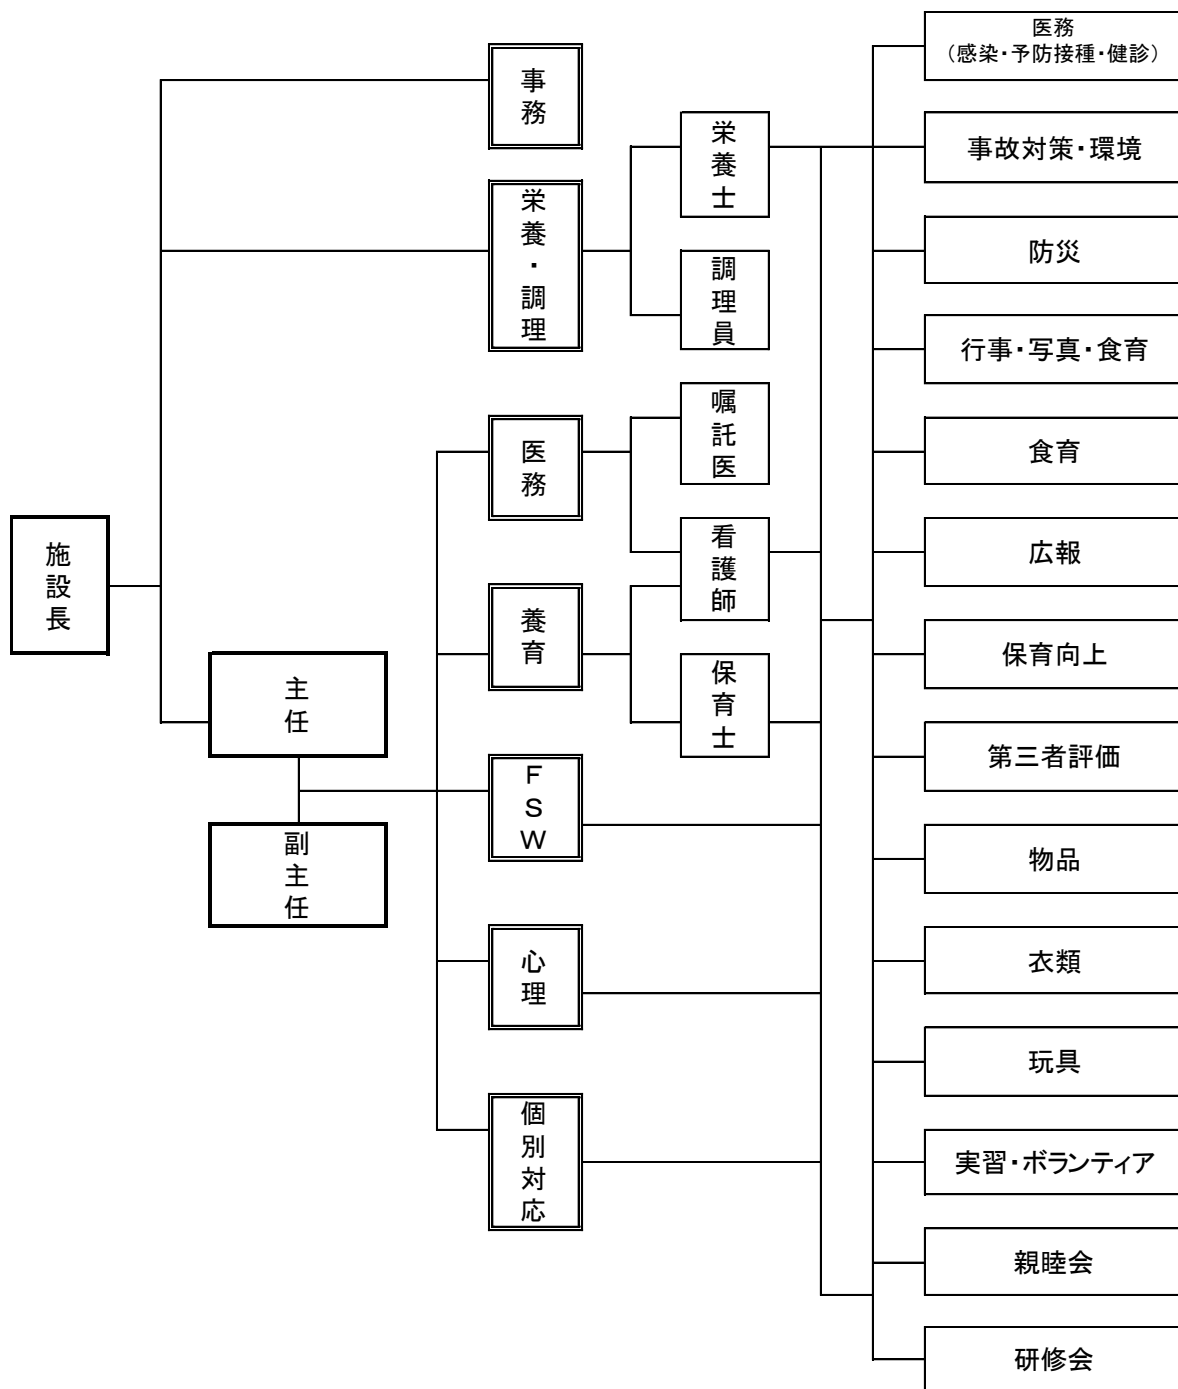 施設長
主任
副主任
事務
栄養・調理
医務
養育
FSW
心理
個別対応
栄養士
調理員
嘱託医
看護師
保育士
医務
(感染・予防接種・健診)
事故対策・環境
防災
行事・写真・食育
食育
広報
保育向上
第三者評価
物品
衣類
玩具
実習・ボランティア
親睦会
研修会